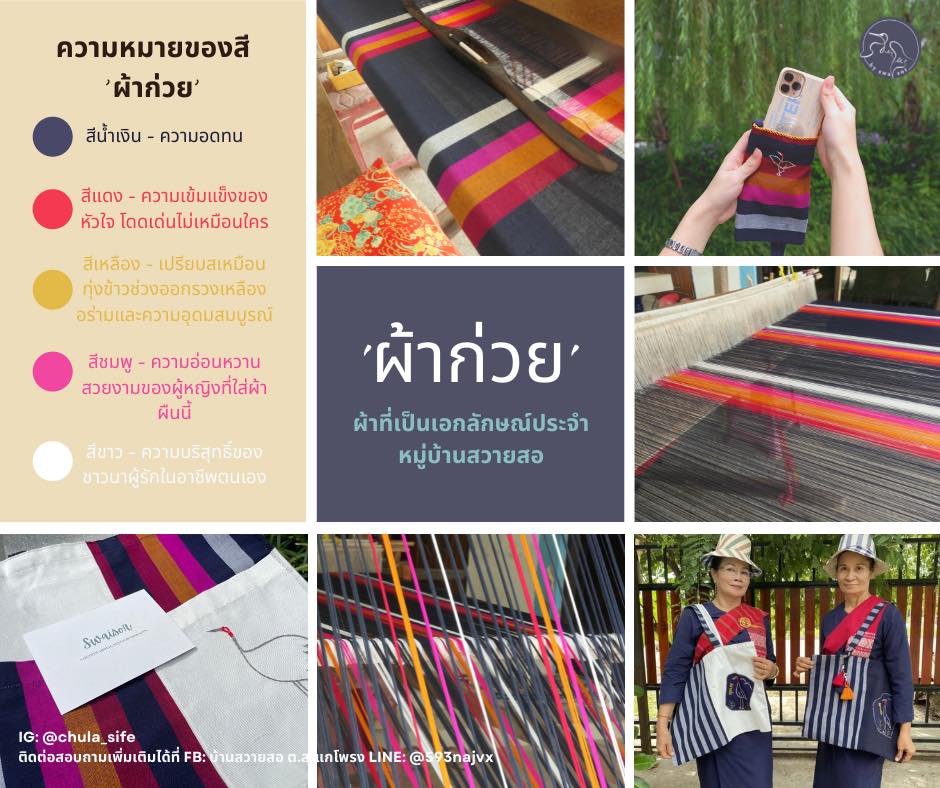 ความหมายของสี
’ผ้าก่วย’
สีน้ำเงิน - ความอดทน
สีแดง - ความเข้มแข็งของ
หัวใจ โดดเด่นไม่เหมือนใคร
สีเหลือง - เปรียบสเหมือน
ทุ่งข้าวช่วงออกรวงเหลือง
อร่ามและความอุดมสมบูรณ์
สีชมพู - ความอ่อนหวาน
สวยงามของผู้หญิงที่ใส่ผ้า
ผืนนี้
สีขาว - ความบริสุทธิ์ของ
ชาวนาผู้รักในอาชีพตนเอง
’ผ้าก่วย’
ผ้าที่เป็นเอกลักษณ์ประจำ
หมู่บ้านสวายสอ
Swaisor
IG: @chula_sife
ติดต่อสอบถามเพิ่มเติมได้ที่ FB: บ้านสวายสอ ต.สะแกโพรง LINE: @593najvx